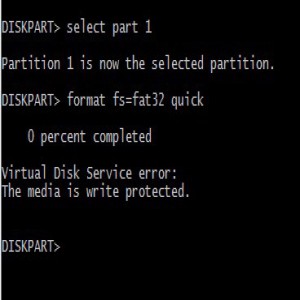 DISKPART> select part 1
Partition 1 is now the selected partition.
DISKPART> format fs=fat32 quick
0 percent completed
Virtual Disk Service error:
The media is write protected.
DISKPART>